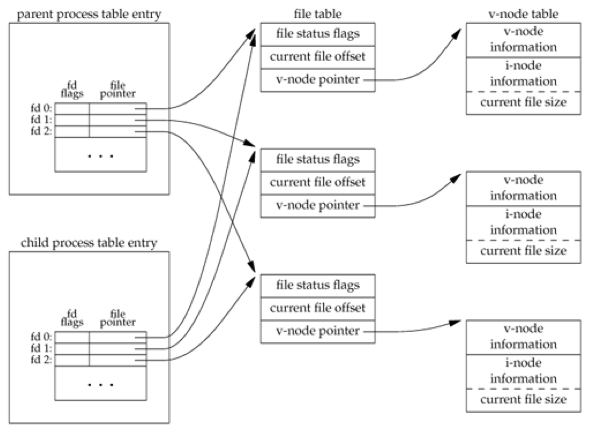 parent process table entry
fd flags
file pointer
fd 0:
fd 1:
fd 2:
. . .
child process table entry
fd flags
file pointer
fd 0:
fd 1:
fd 2:
. . .
file table
file status flags
current file offset
v-node pointer
file status flags
current file offset
v-node pointer
file status flags
current file offset
v-node pointer
v-node table
v-node
information
i-node
information
current file size
v-node
information
i-node
information
current file size
v-node
information
i-node
information
current file size